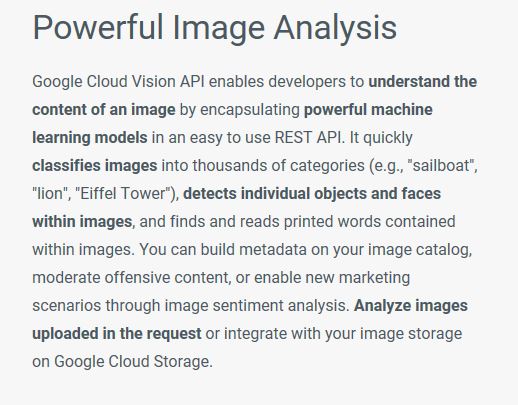 Powerful Image Analysis
Google Cloud Vision API enables developers to understand the
content of an image by encapsulating powerful machine
learning models in an easy to use REST API. It quickly
classifies images into thousands of categories (e.g., "sailboat",
"lion", "Eiffel Tower"), detects individual objects and faces
within images, and finds and reads printed words contained
within images. You can build metadata on your image catalog,
moderate offensive content, or enable new marketing
scenarios through image sentiment analysis. Analyze images
uploaded in the request or integrate with your image storage
on Google Cloud Storage.